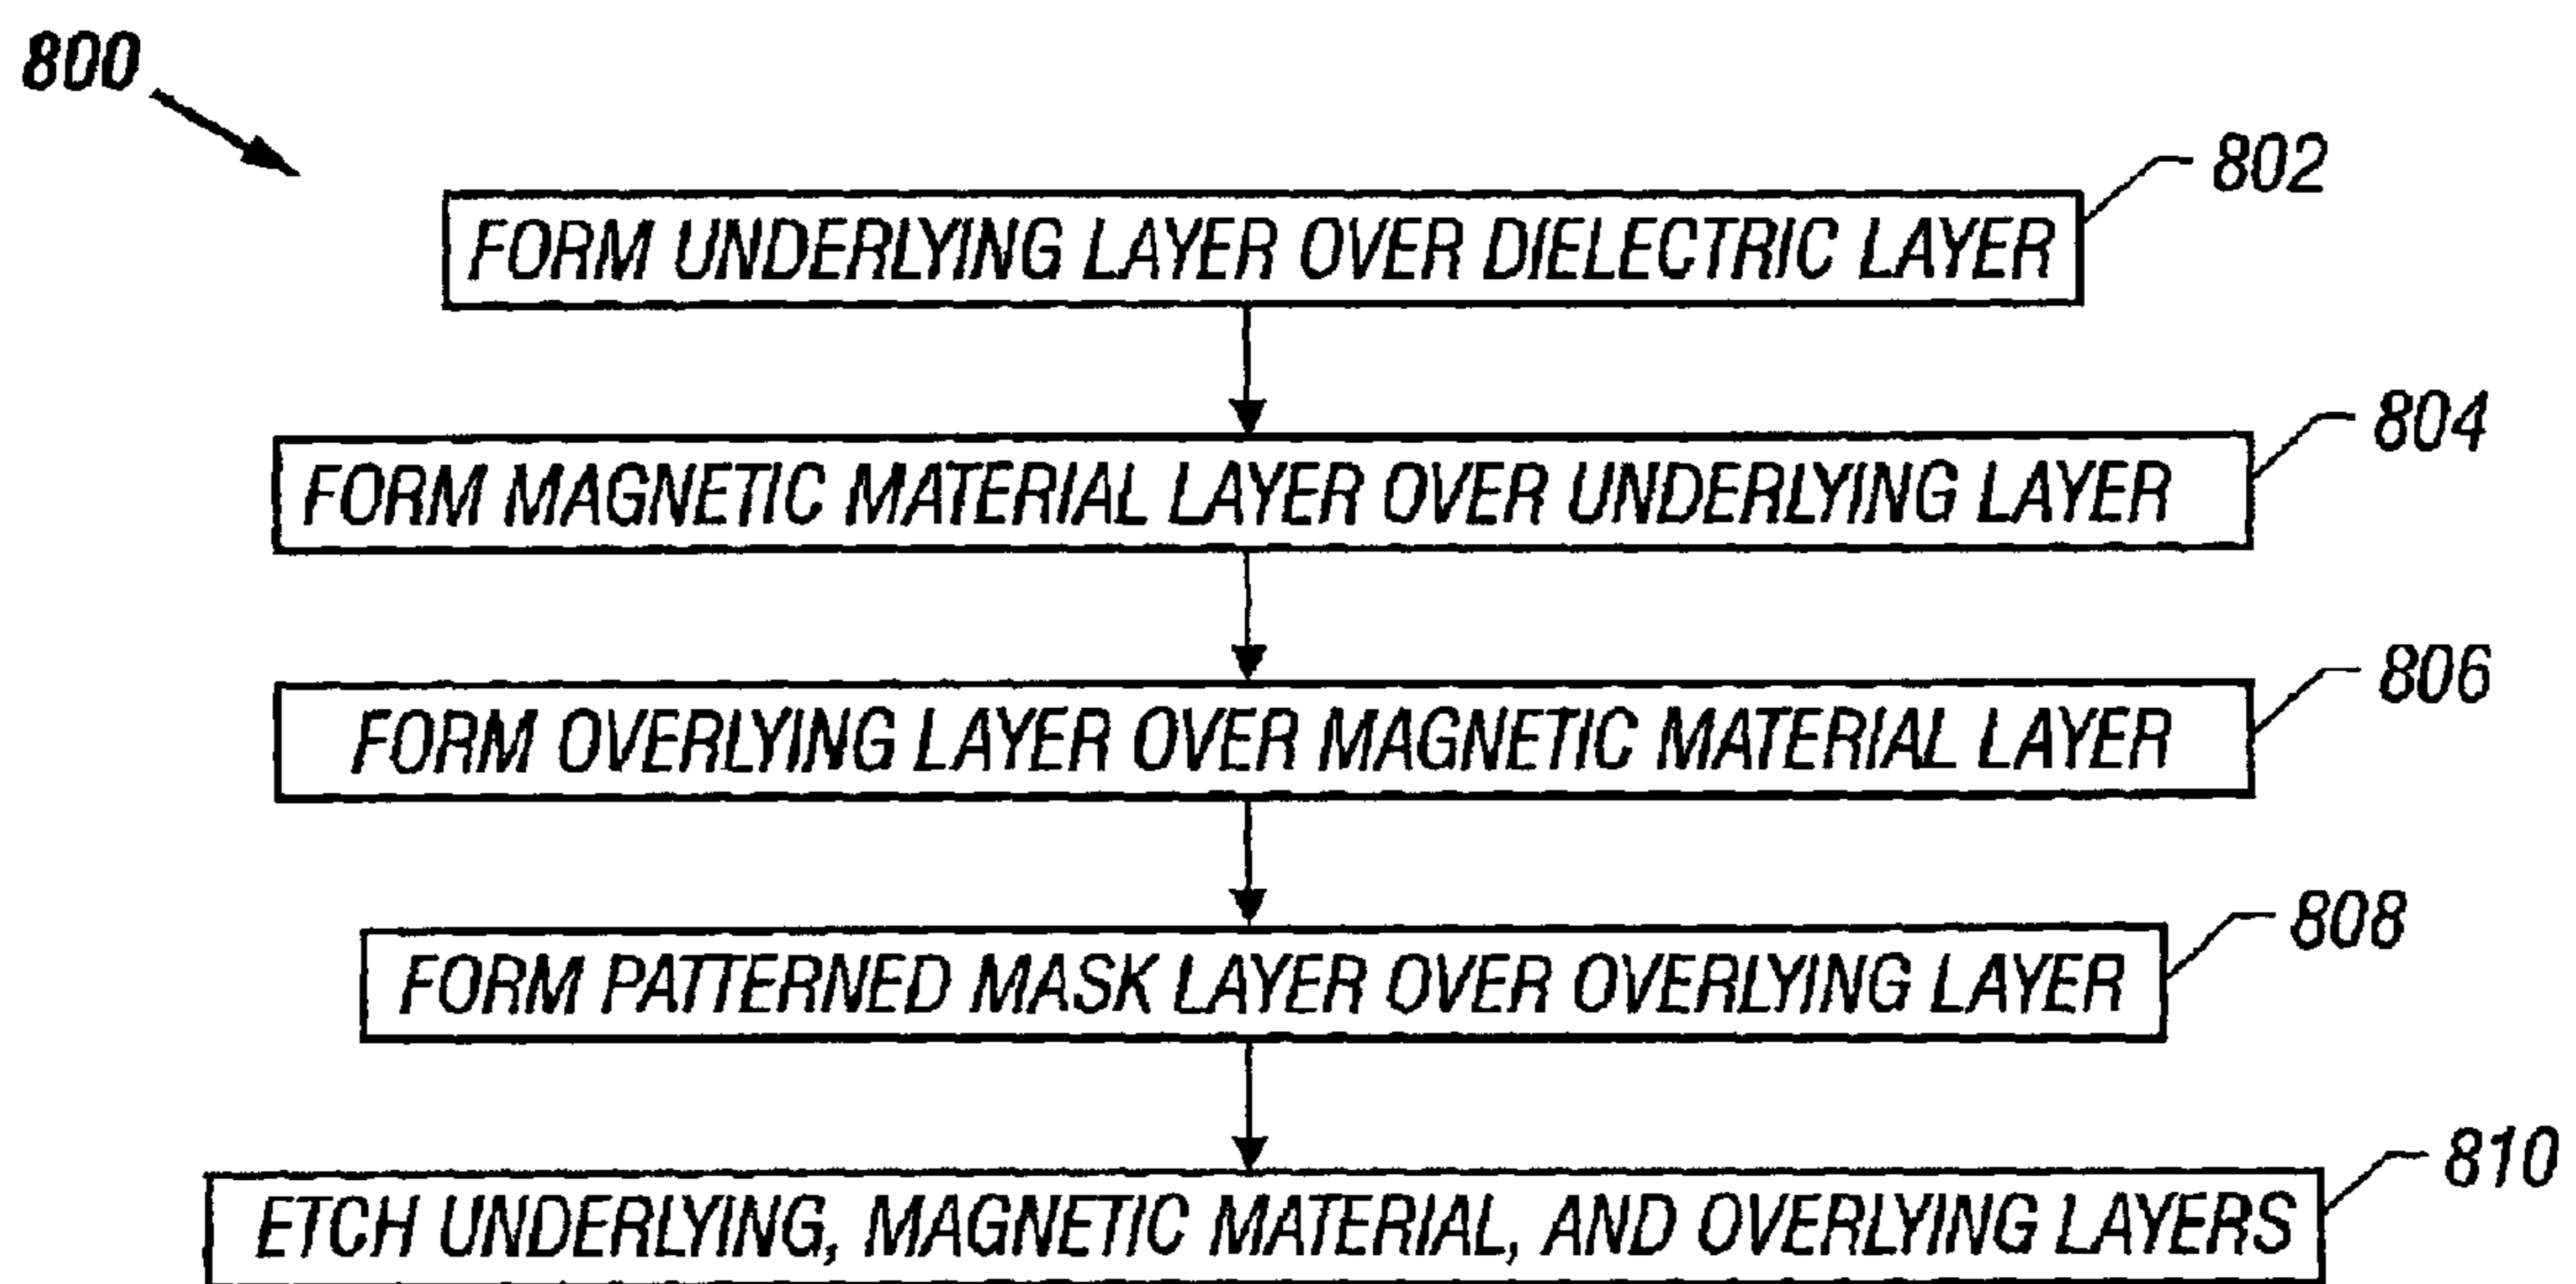 800
802
FORM UNDERLYING LAYER OVER DIELECTRIC LAYER
804
FORM MAGNETIC MATERIAL LAYER OVER UNDERLYING LAYER
806
FORM OVERLYING LAYER OVER MAGNETIC MATERIAL LAYER
808
FORM PATTERNED MASK LAYER OVER OVERLYING LAYER
810
ETCH UNDERLYING, MAGNETIC MATERIAL, AND OVERLYING LAYERS